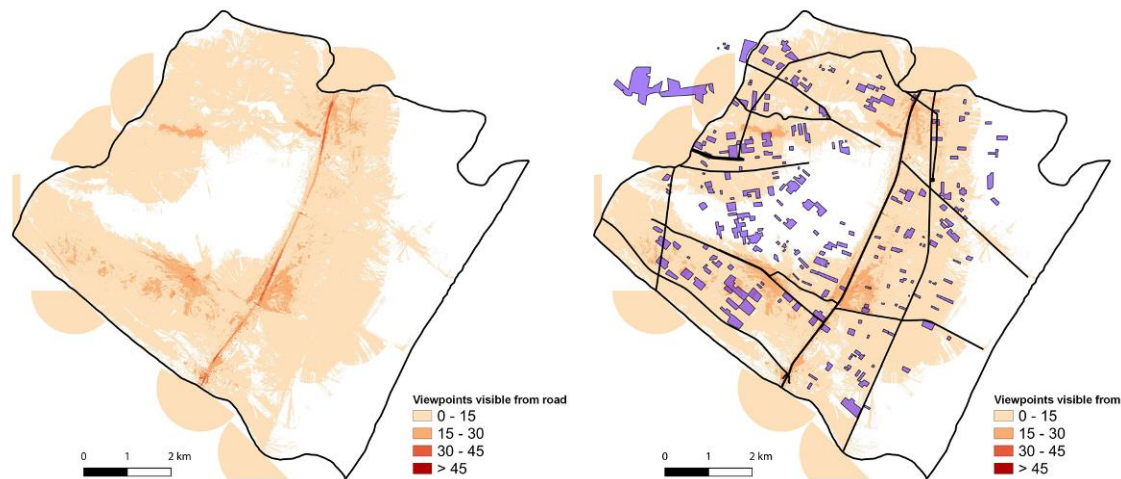 Viewpoints visible from road
0 - 15
15 - 30
30 - 45
> 45
0 1 2 km
Viewpoints visible from
0 - 15
15 - 30
30 - 45
> 45
0 1 2 km